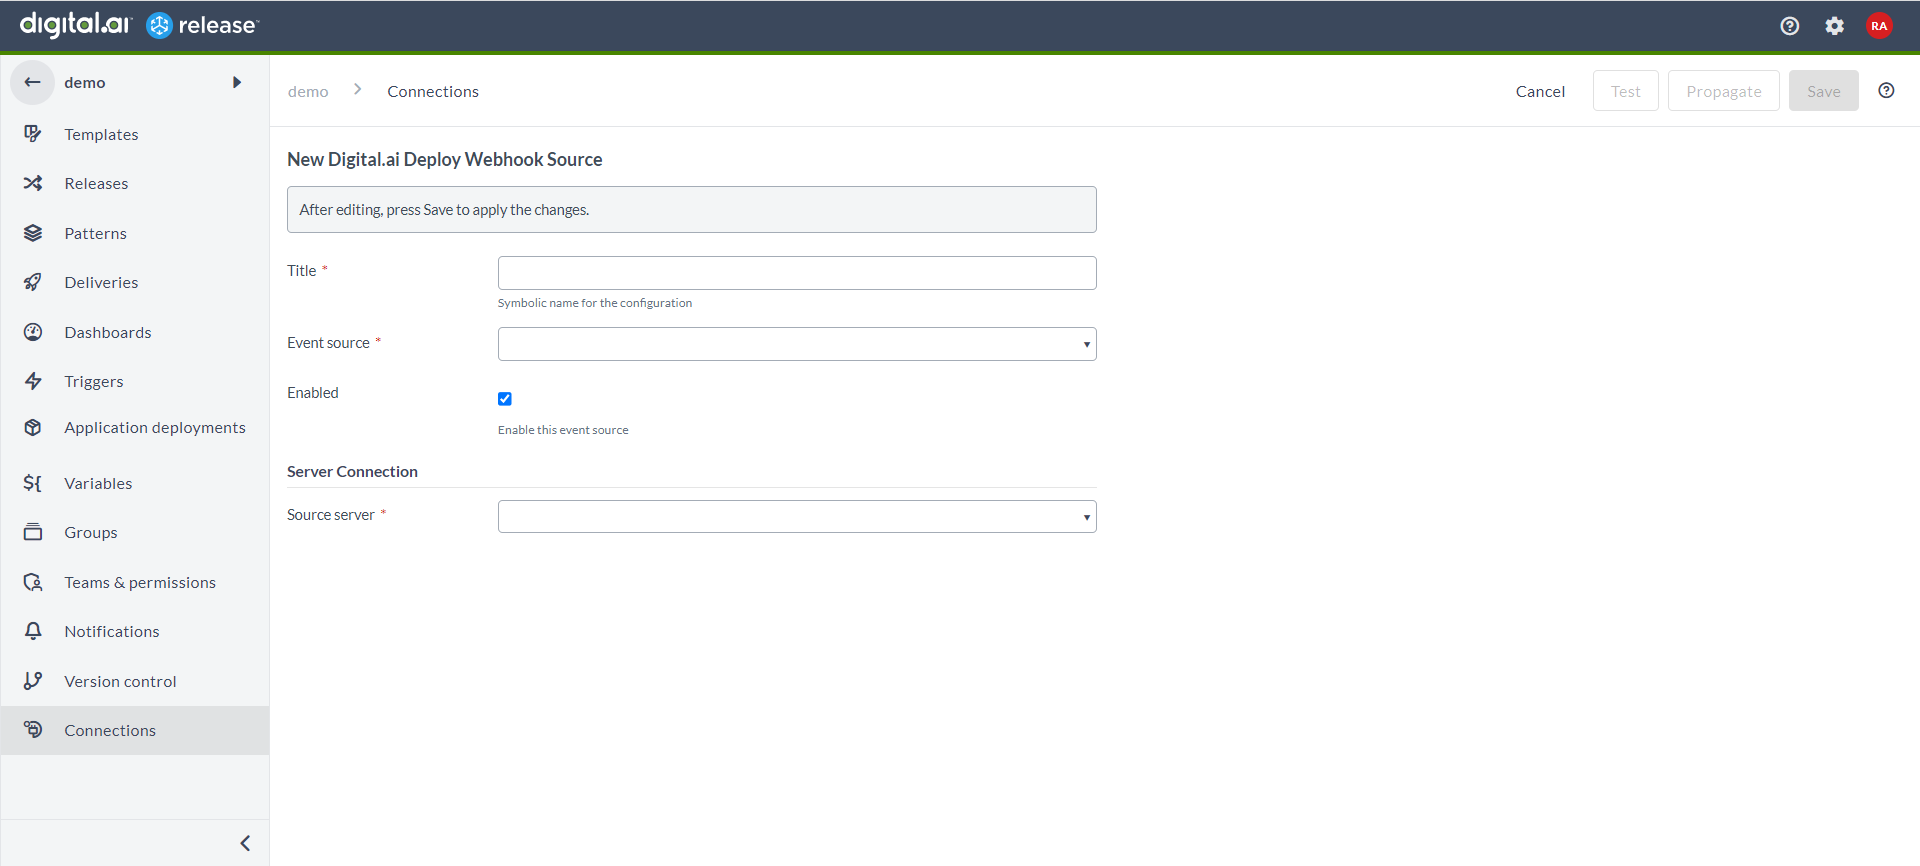 digital.ai release
RA
demo
Templates
Releases
Patterns
Deliveries
Dashboards
Triggers
Application deployments
Variables
Groups
Teams & permissions
Notifications
Version control
Connections
demo
Connections
Cancel
Test
Propagate
Save
New Digital.ai Deploy Webhook Source
After editing, press Save to apply the changes.
Title *
Symbolic name for the configuration
Event source *
Enabled
Enable this event source
Server Connection
Source server *